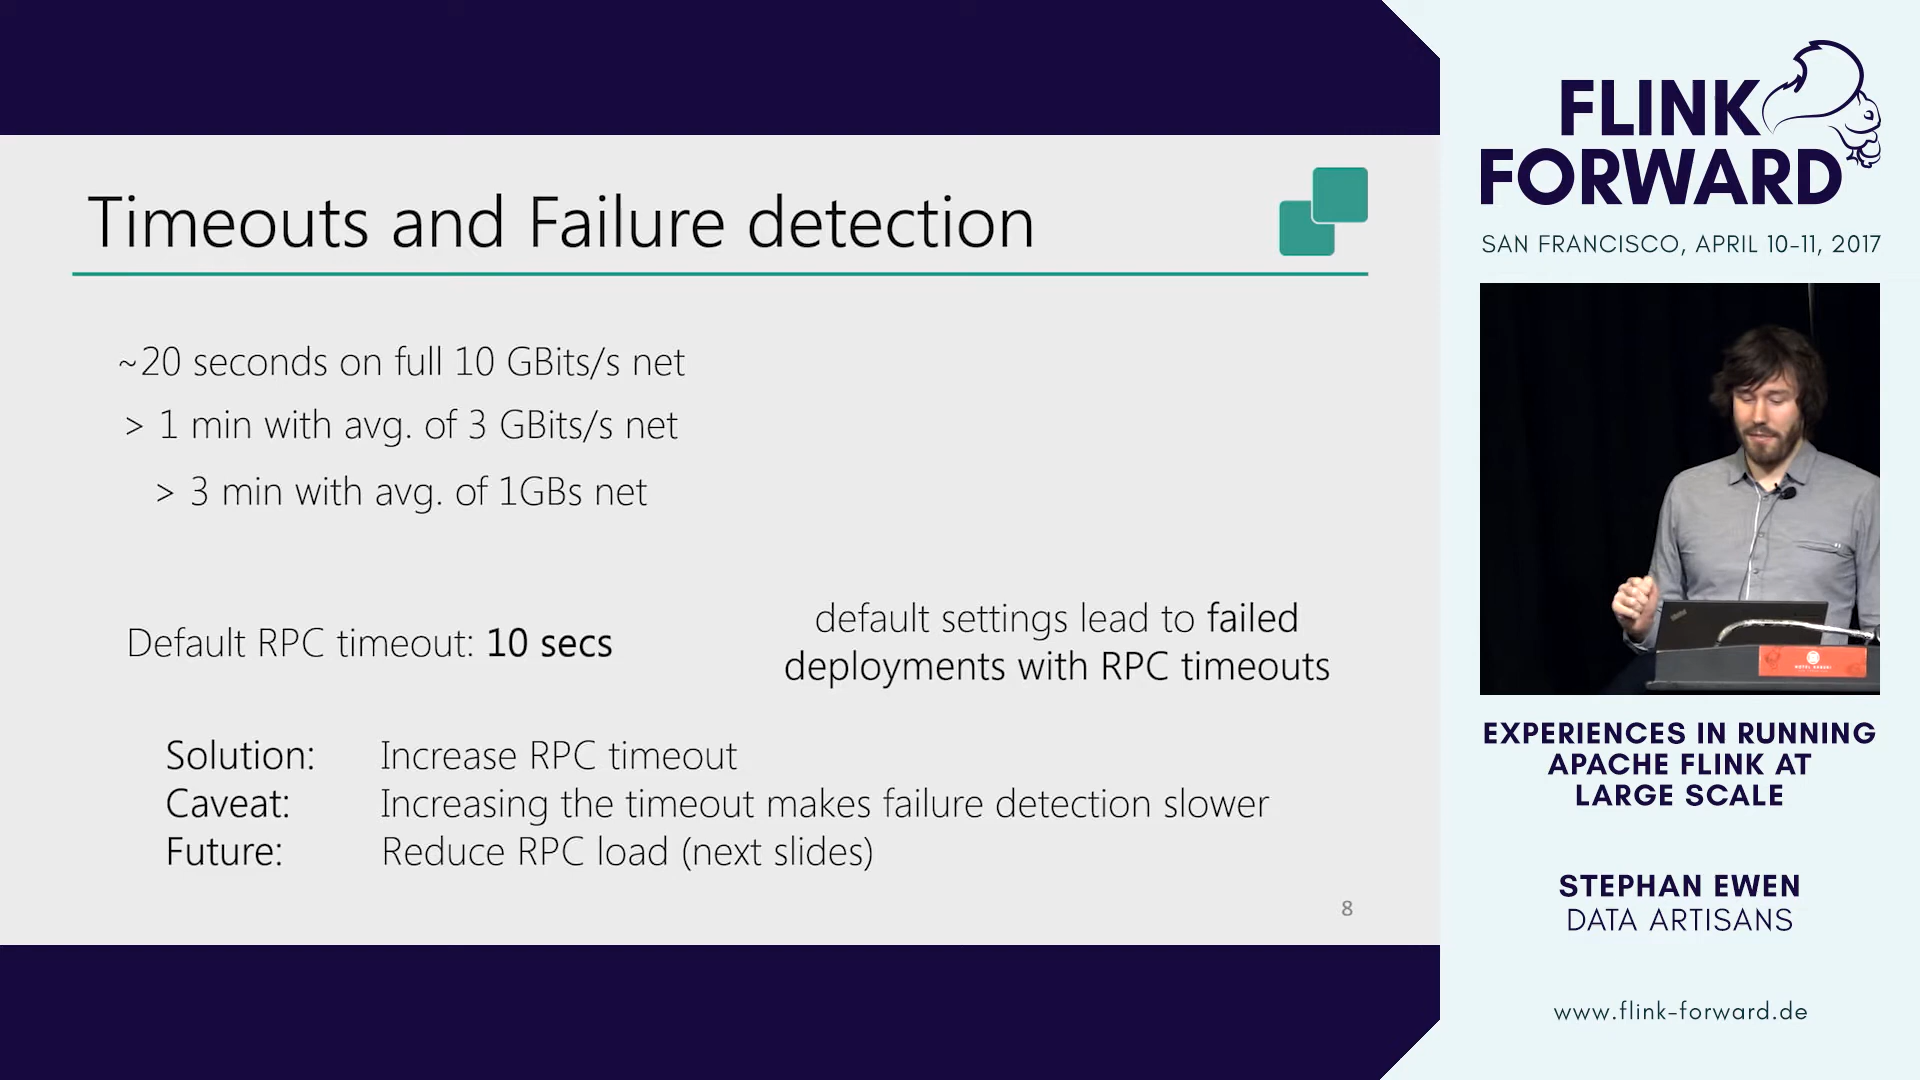 Timeouts and Failure detection
~20 seconds on full 10 GBits/s net
> 1 min with avg. of 3 GBits/s net
> 3 min with avg. of 1GBs net
Default RPC timeout: 10 secs
default settings lead to failed
deployments with RPC timeouts
Solution: Increase RPC timeout
Caveat: Increasing the timeout makes failure detection slower
Future: Reduce RPC load (next slides)
8
FLINK
FORWARD
SAN FRANCISCO, APRIL 10-11, 2017
EXPERIENCES IN RUNNING
APACHE FLINK AT
LARGE SCALE
STEPHAN EWEN
DATA ARTISANS
www.flink-forward.de